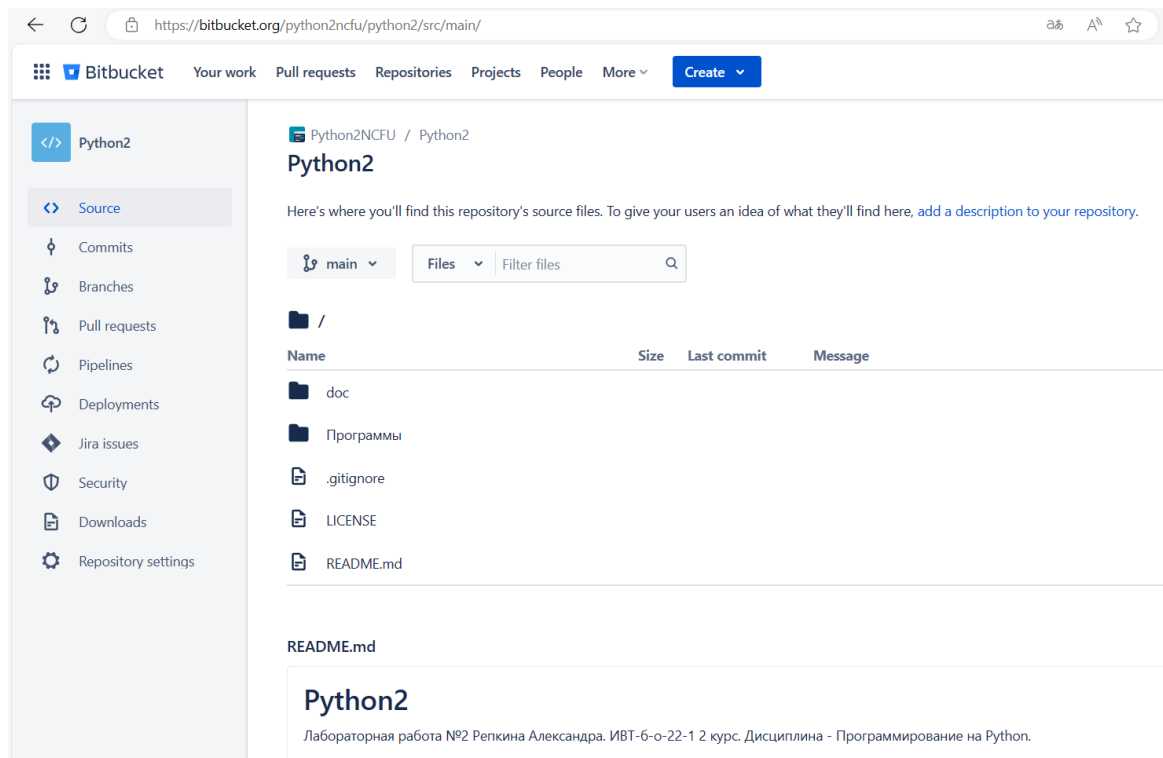 https://bitbucket.org/python2ncfu/python2/src/main/
Bitbucket Your work Pull requests Repositories Projects People More Create
Python2
Source
Commits
Branches
Pull requests
Pipelines
Deployments
Jira issues
Security
Downloads
Repository settings
Python2NCFU / Python2
Python2
Here's where you'll find this repository's source files. To give your users an idea of what they'll find here, add a description to your repository.
main Files Filter files
/
Name Size Last commit Message
doc
Программы
.gitignore
LICENSE
README.md
README.md
Python2
Лабораторная работа №2 Репкина Александра. ИВТ-б-о-22-1 2 курс. Дисциплина - Программирование на Python.